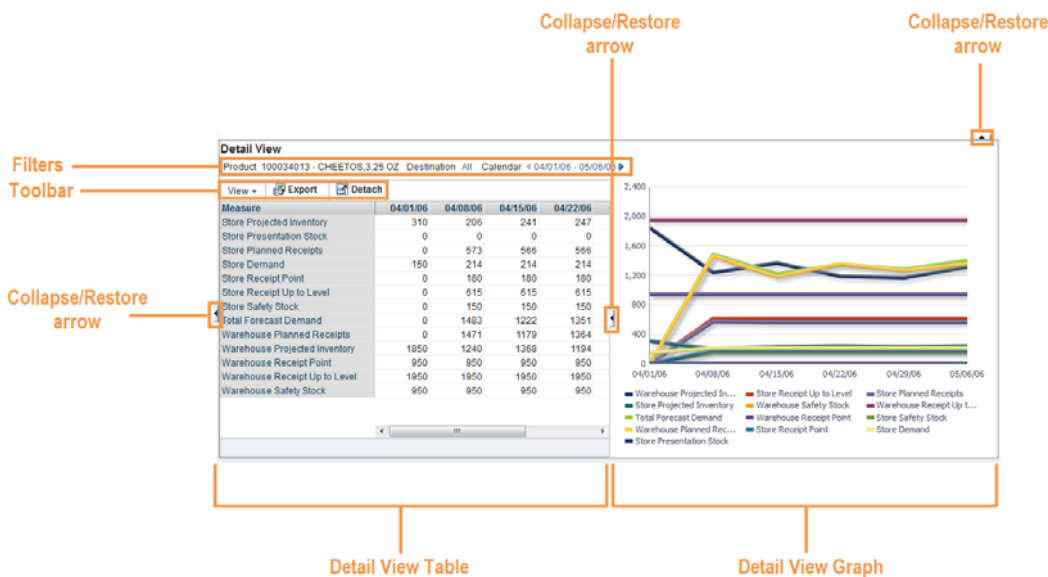 Collapse/Restore
arrow
Collapse/Restore
arrow
Detail View
Filters
Product 100034013 - CHEETOS,3.25 OZ Destination All Calendar 04/01/06 - 05/06/06
Toolbar
View Export Detach
Measure 04/01/06 04/08/06 04/15/06 04/22/06
Store Projected Inventory 310 206 241 247
Store Presentation Stock 0 0 0 0
Store Planned Receipts 0 573 566 566
Store Demand 150 214 214 214
Store Receipt Point 0 180 180 180
Store Receipt Up to Level 0 615 615 615
Store Safety Stock 0 150 150 150
Total Forecast Demand 0 1483 1222 1351
Warehouse Planned Receipts 0 1471 1179 1364
Warehouse Projected Inventory 1850 1240 1368 1194
Warehouse Receipt Point 950 950 950 950
Warehouse Receipt Up to Level 1950 1950 1950 1950
Warehouse Safety Stock 950 950 950 950
Collapse/Restore
arrow
2,400
2,000
1,600
1,200
800
400
0
04/01/06 04/08/06 04/15/06 04/22/06 04/29/06 05/06/06
Warehouse Projected In... Store Receipt Up to Level Store Planned Receipts
Store Projected Inventory Warehouse Safety Stock Warehouse Receipt Up t...
Total Forecast Demand Warehouse Receipt Point Store Safety Stock
Warehouse Planned Rec... Store Receipt Point Store Demand
Store Presentation Stock
Detail View Table
Detail View Graph